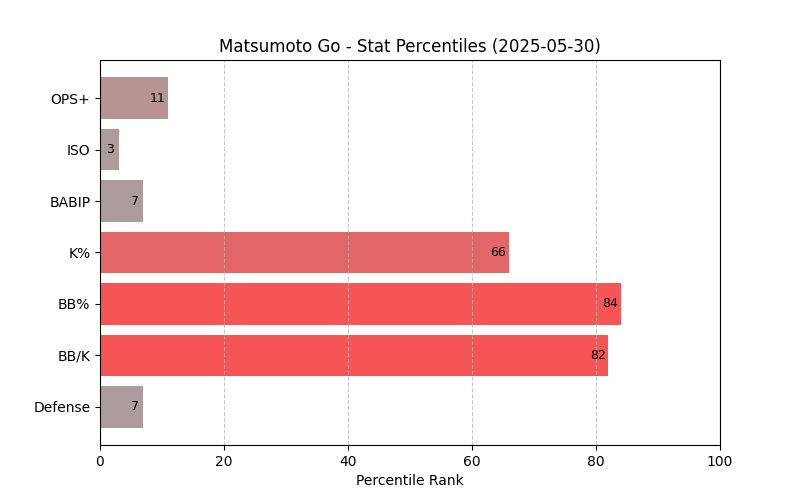 Matsumoto Go - Stat Percentiles (2025-05-30)
OPS+ 11
ISO 3
BABIP 7
K% 66
BB% 84
BB/K 82
Defense 7
0 20 40 60 80 100
Percentile Rank